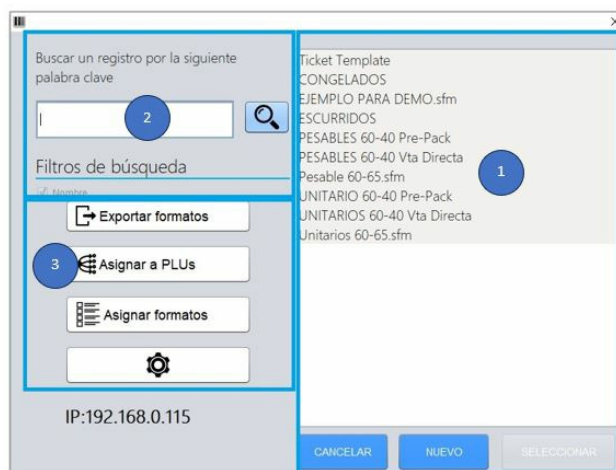 Buscar un registro por la siguiente
palabra clave
2
Filtros de búsqueda
Nombre
Exportar formatos
3
Asignar a PLUs
Asignar formatos
IP:192.168.0.115
Ticket Template
CONGELADOS
EJEMPLO PARA DEMO.sfm
ESCURRIDOS
PESABLES 60-40 Pre-Pack
PESABLES 60-40 Vta Directa
Pesable 60-65.sfm
UNITARIO 60-40 Pre-Pack
UNITARIOS 60-40 Vta Directa
Unitarios 60-65.sfm
1
CANCELAR
NUEVO
SELECCIONAR